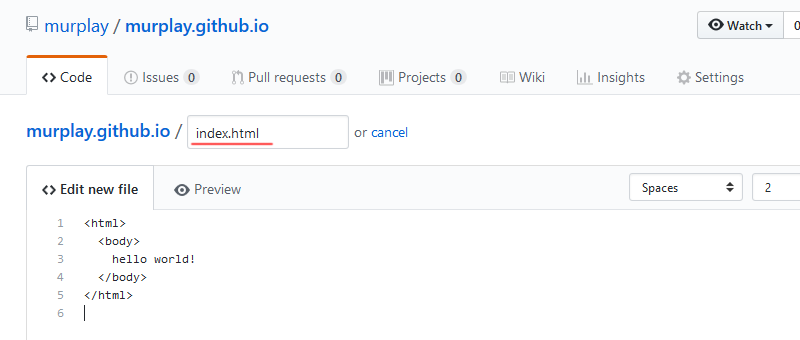 murplay / murplay.github.io
Watch 0
Code Issues 0 Pull requests 0 Projects 0 Wiki Insights Settings
murplay.github.io / index.html or cancel
<> Edit new file Preview Spaces 2
1 <html>
2   <body>
3     hello world!
4   </body>
5 </html>
6